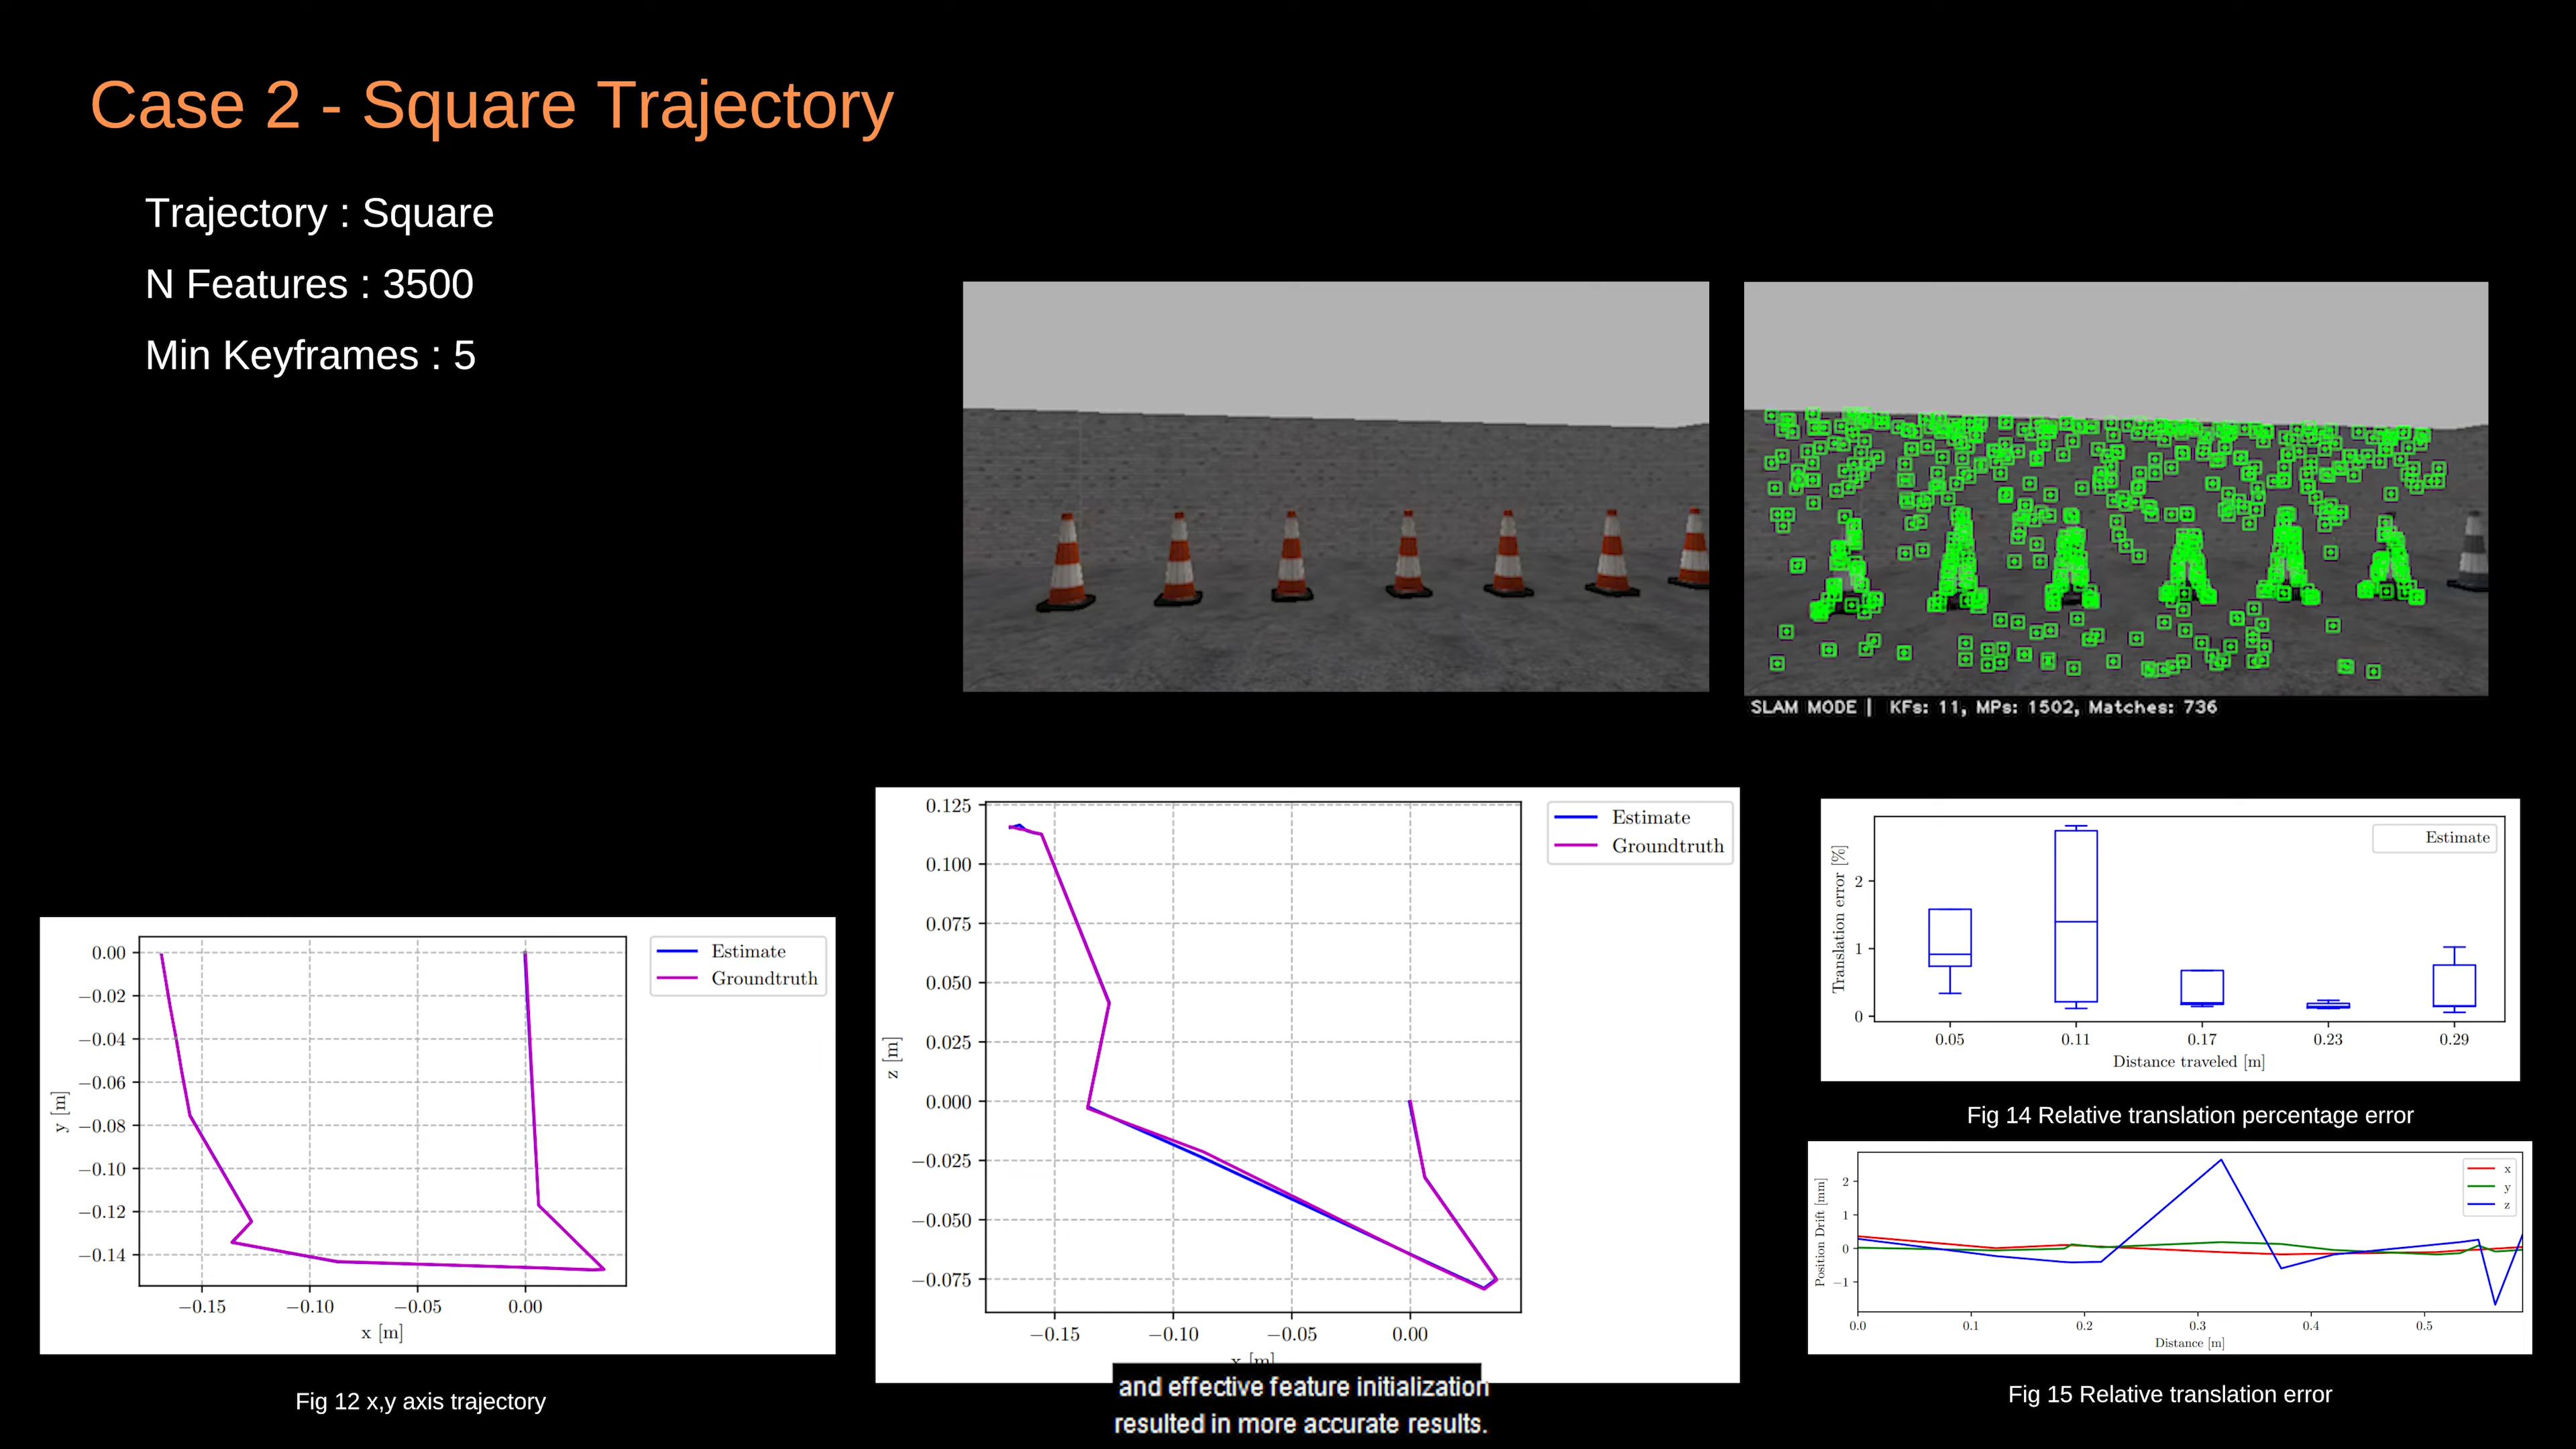 Case 2 - Square Trajectory
Trajectory : Square
N Features : 3500
Min Keyframes : 5
SLAM MODE | KFs: 11, MPs: 1502, Matches: 736
Estimate
Groundtruth
0.00
−0.02
−0.04
−0.06
−0.08
−0.10
−0.12
−0.14
y [m]
−0.15
−0.10
−0.05
0.00
x [m]
Fig 12 x,y axis trajectory
Estimate
Groundtruth
0.125
0.100
0.075
0.050
0.025
0.000
−0.025
−0.050
−0.075
z [m]
−0.15
−0.10
−0.05
0.00
x [m]
and effective feature initialization
resulted in more accurate results.
Estimate
Translation error [%]
2
1
0
0.05
0.11
0.17
0.23
0.29
Distance traveled [m]
Fig 14 Relative translation percentage error
x
y
z
Position Drift [mm]
2
1
0
−1
0.0
0.1
0.2
0.3
0.4
0.5
Distance [m]
Fig 15 Relative translation error